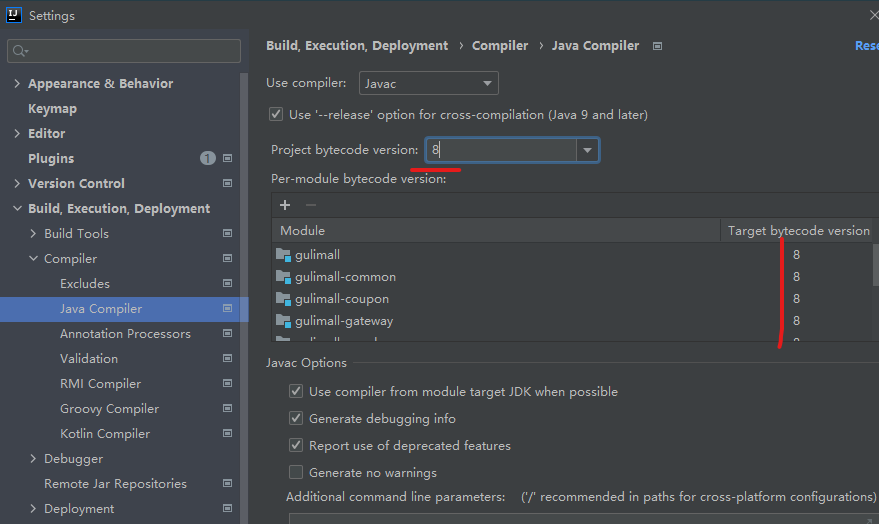 Settings
Build, Execution, Deployment › Compiler › Java Compiler
Rese
Appearance & Behavior
Keymap
Editor
Plugins 1
Version Control
Build, Execution, Deployment
Build Tools
Compiler
Excludes
Java Compiler
Annotation Processors
Validation
RMI Compiler
Groovy Compiler
Kotlin Compiler
Debugger
Remote Jar Repositories
Deployment
Use compiler: Javac
Use '--release' option for cross-compilation (Java 9 and later)
Project bytecode version: 8
Per-module bytecode version:
Module Target bytecode version
gulimall 8
gulimall-common 8
gulimall-coupon 8
gulimall-gateway 8
Javac Options
Use compiler from module target JDK when possible
Generate debugging info
Report use of deprecated features
Generate no warnings
Additional command line parameters: ('/' recommended in paths for cross-platform configurations)